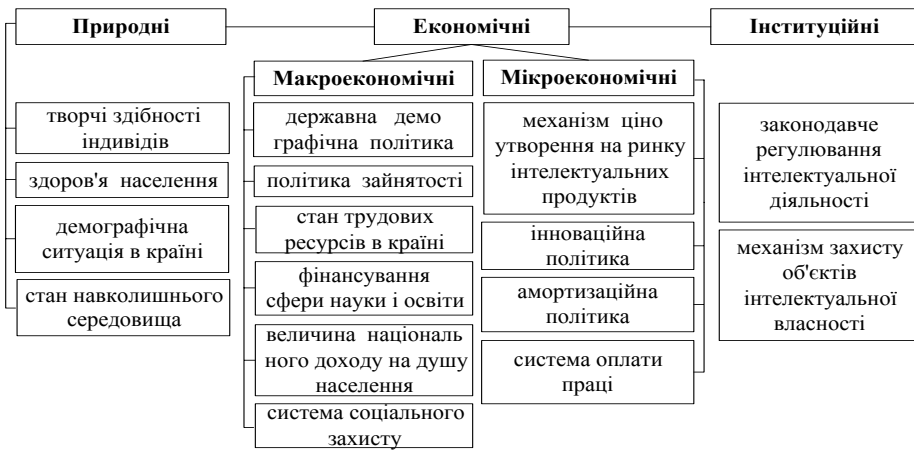 Природні
Економічні
Інституційні
Макроекономічні
Мікроекономічні
творчі здібності
індивідів
здоров'я населення
демографічна
ситуація в країні
стан навколишнього
середовища
державна демо
графічна політика
політика зайнятості
стан трудових
ресурсів в країні
фінансування
сфери науки і освіти
величина національ
ного доходу на душу
населення
система соціального
захисту
механізм ціно
утворення на ринку
інтелектуальних
продуктів
інноваційна
політика
амортизаційна
політика
система оплати
праці
законодавче
регулювання
інтелектуальної
діяльності
механізм захисту
об'єктів
інтелектуальної
власності